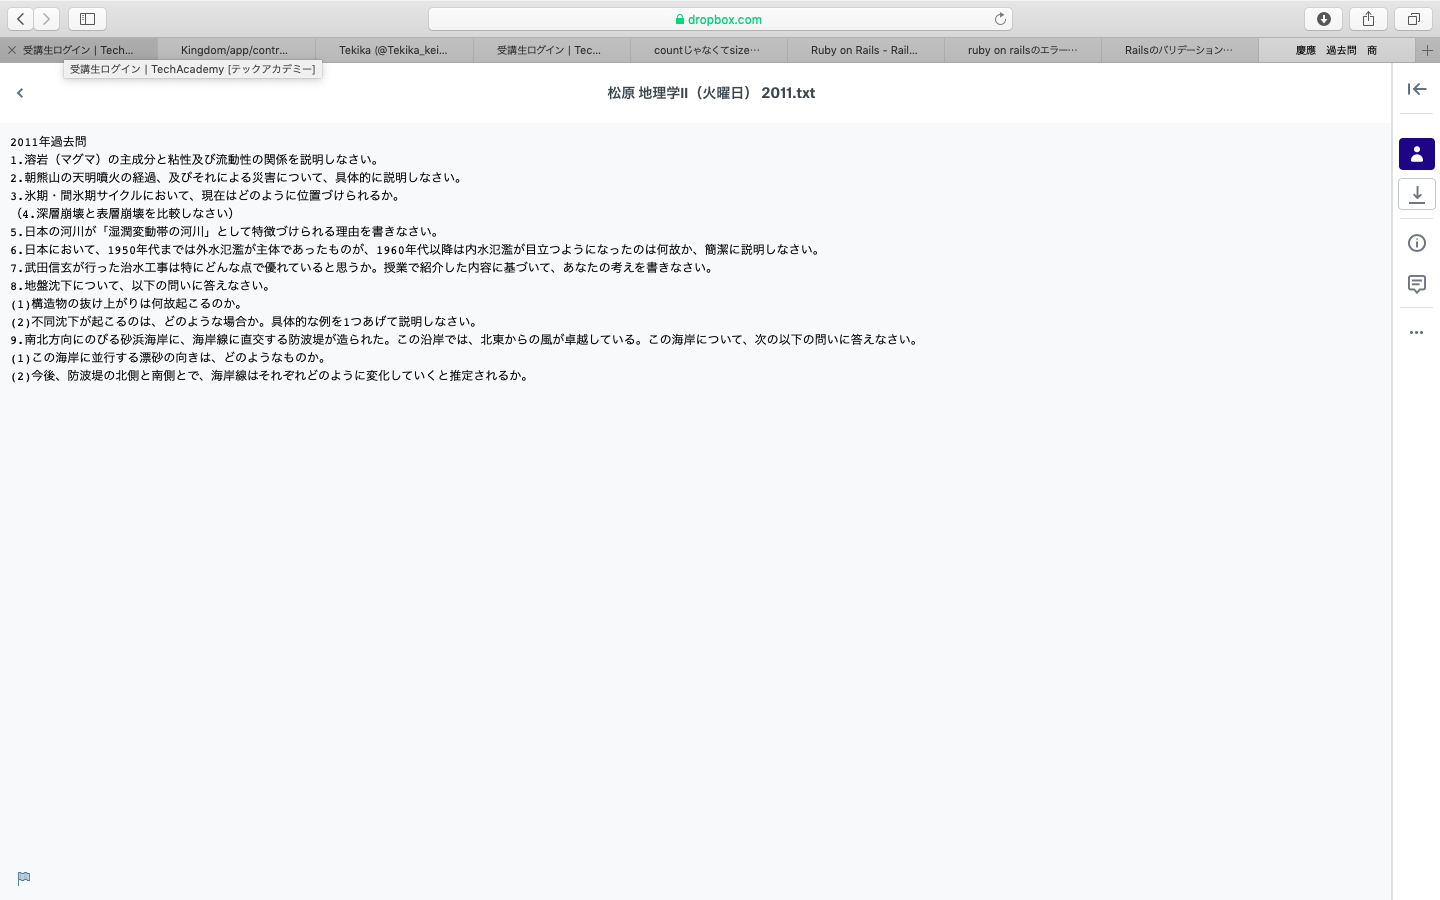 dropbox.com
受講生ログイン | Tech...
Kingdom/app/contr...
Tekika (@Tekika_kei...
受講生ログイン | Tec...
countじゃなくてsize…
Ruby on Rails - Rail...
ruby on railsのエラー…
Railsのバリデーション…
慶應　過去問　商
受講生ログイン | TechAcademy [テックアカデミー]
松原 地理学II（火曜日） 2011.txt
2011年過去問
1.溶岩（マグマ）の主成分と粘性及び流動性の関係を説明しなさい。
2.朝熊山の天明噴火の経過、及びそれによる災害について、具体的に説明しなさい。
3.氷期・間氷期サイクルにおいて、現在はどのように位置づけられるか。
（4.深層崩壊と表層崩壊を比較しなさい）
5.日本の河川が「湿潤変動帯の河川」として特徴づけられる理由を書きなさい。
6.日本において、1950年代までは外水氾濫が主体であったものが、1960年代以降は内水氾濫が目立つようになったのは何故か、簡潔に説明しなさい。
7.武田信玄が行った治水工事は特にどんな点で優れていると思うか。授業で紹介した内容に基づいて、あなたの考えを書きなさい。
8.地盤沈下について、以下の問いに答えなさい。
(1)構造物の抜け上がりは何故起こるのか。
(2)不同沈下が起こるのは、どのような場合か。具体的な例を1つあげて説明しなさい。
9.南北方向にのびる砂浜海岸に、海岸線に直交する防波堤が造られた。この沿岸では、北東からの風が卓越している。この海岸について、次の以下の問いに答えなさい。
(1)この海岸に並行する漂砂の向きは、どのようなものか。
(2)今後、防波堤の北側と南側とで、海岸線はそれぞれどのように変化していくと推定されるか。